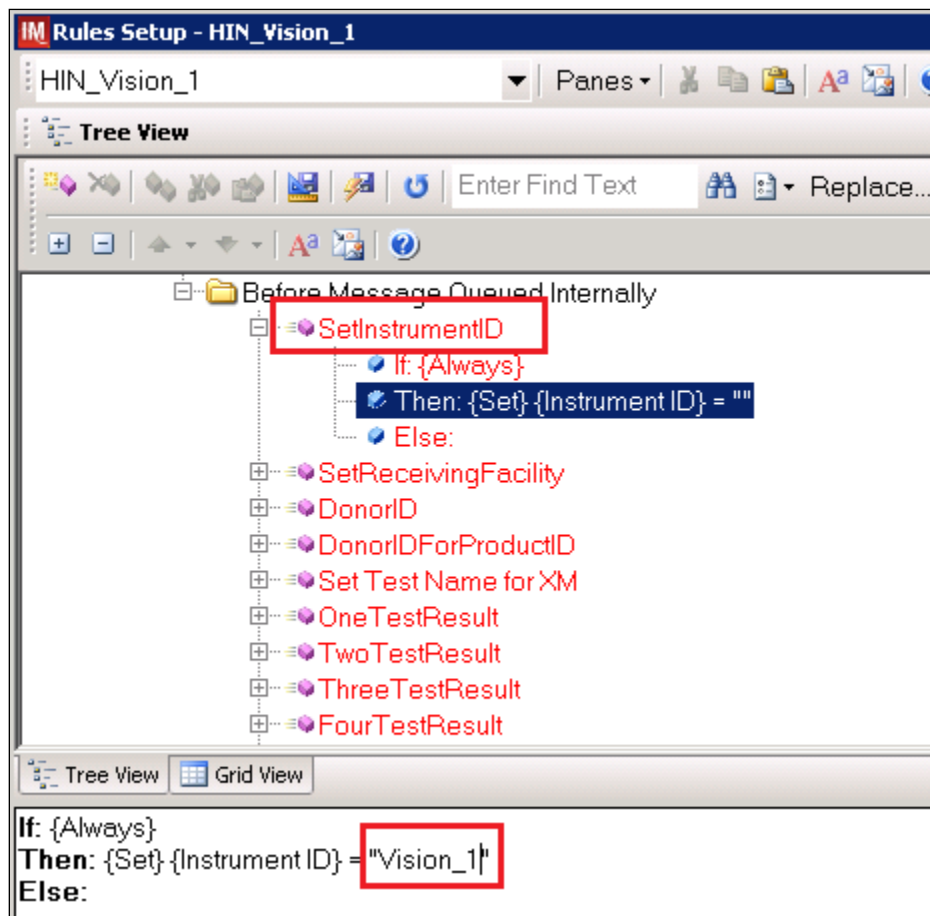 IM Rules Setup - HIN_Vision_1
HIN_Vision_1 Panes
Tree View
Enter Find Text Replace...
Before Message Queued Internally
SetInstrumentID
If: {Always}
Then: {Set} {Instrument ID} = ""
Else:
SetReceivingFacility
DonorID
DonorIDForProductID
Set Test Name for XM
OneTestResult
TwoTestResult
ThreeTestResult
FourTestResult
Tree View Grid View
If: {Always}
Then: {Set} {Instrument ID} = "Vision_1"
Else: